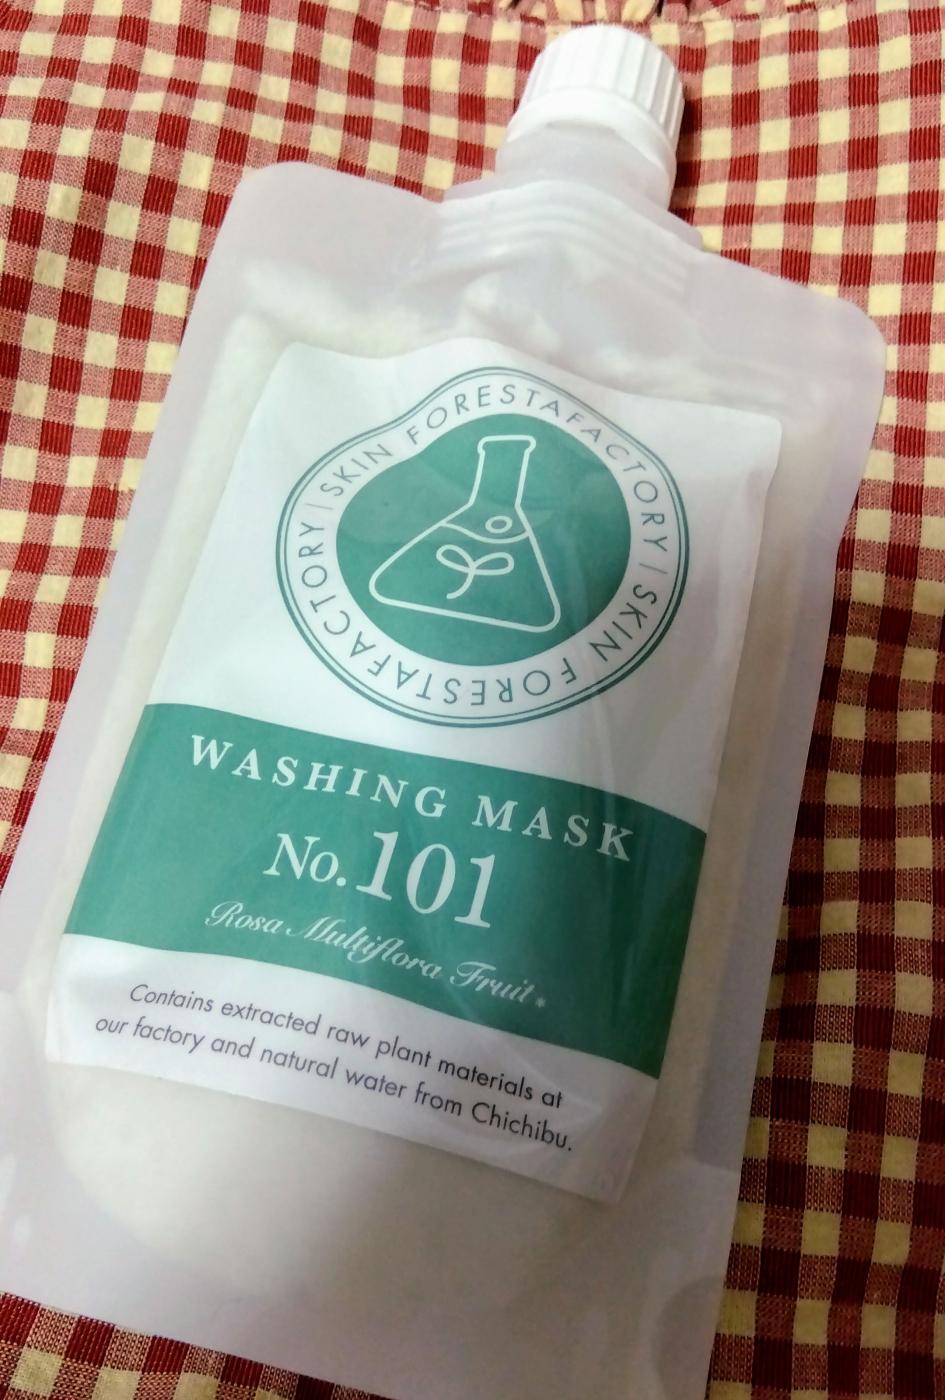 SKIN FORESTAFACTORY | SKIN FORESTAFACTORY |
WASHING MASK
No.101
Rosa Multiflora Fruit*
Contains extracted raw plant materials at
our factory and natural water from Chichibu.